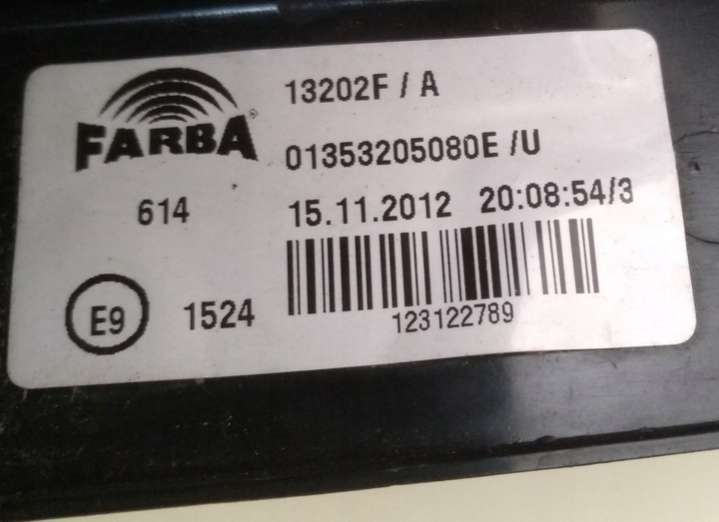 FARBA®
13202F / A
01353205080E /U
614
15.11.2012 20:08:54/3
E9
1524
123122789